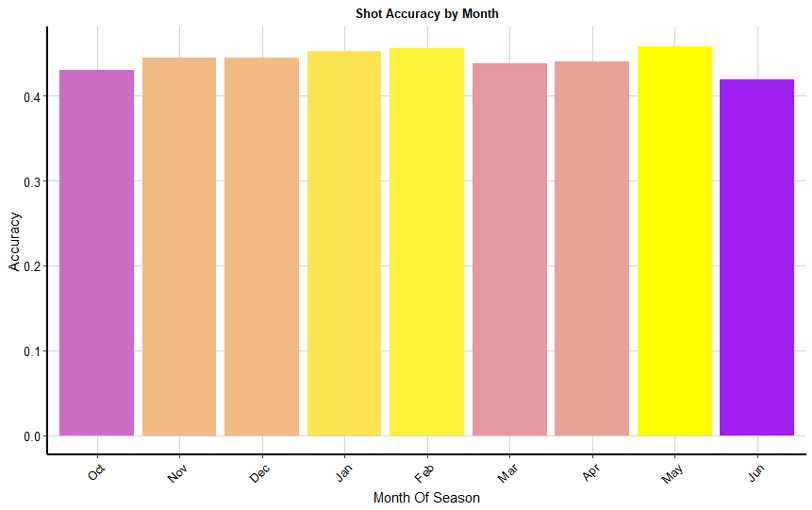 Shot Accuracy by Month
Accuracy
0.4
0.3
0.2
0.1
0.0
Oct Nov Dec Jan Feb Mar Apr May Jun
Month Of Season